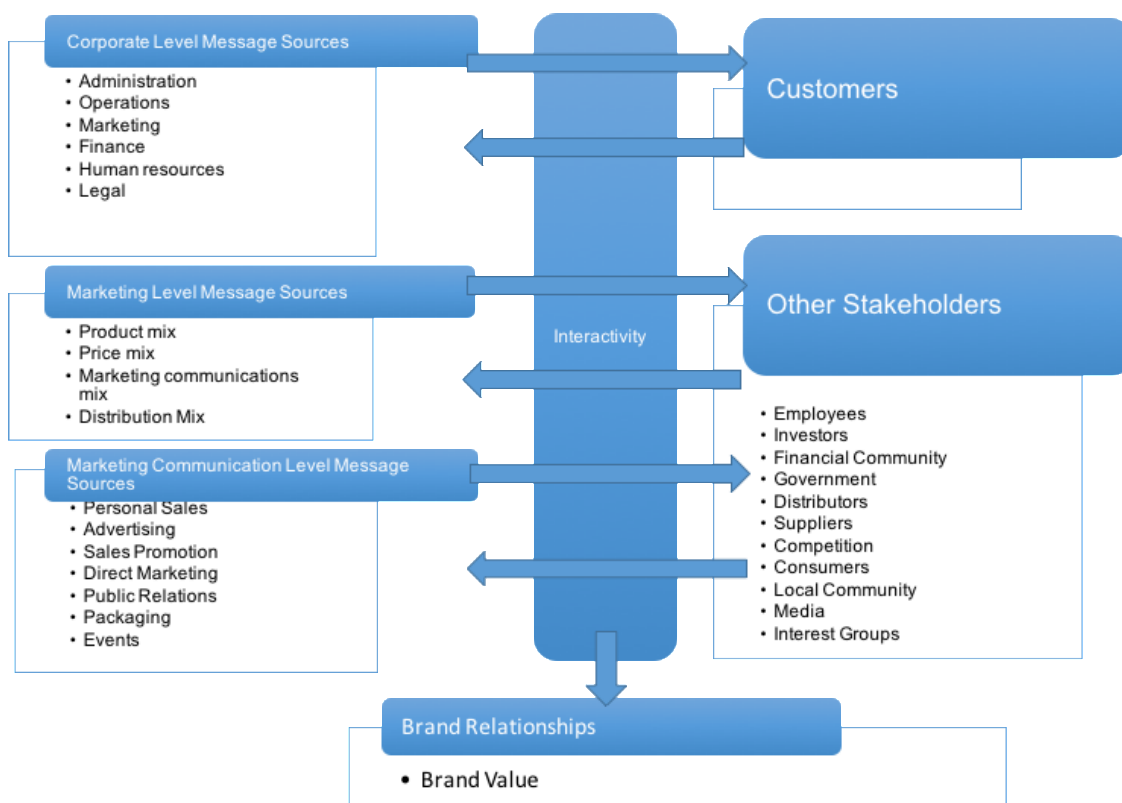 Corporate Level Message Sources
• Administration
• Operations
• Marketing
• Finance
• Human resources
• Legal
Marketing Level Message Sources
• Product mix
• Price mix
• Marketing communications
mix
• Distribution Mix
Marketing Communication Level Message
Sources
• Personal Sales
• Advertising
• Sales Promotion
• Direct Marketing
• Public Relations
• Packaging
• Events
Interactivity
Customers
Other Stakeholders
• Employees
• Investors
• Financial Community
• Government
• Distributors
• Suppliers
• Competition
• Consumers
• Local Community
• Media
• Interest Groups
Brand Relationships
• Brand Value